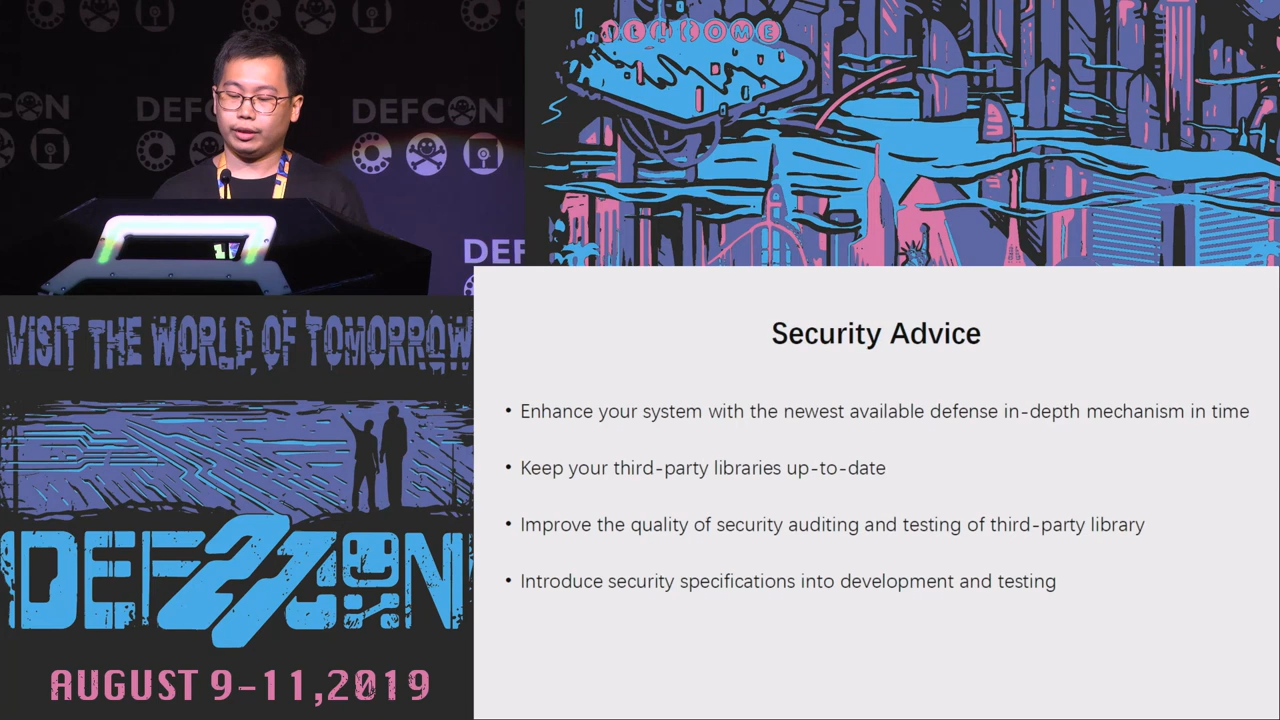 WELCOME
DEFCON
DEFCON
DEF
VISIT THE WORLD OF TOMORROW
DEF CON 27
AUGUST 9-11,2019
Security Advice
• Enhance your system with the newest available defense in-depth mechanism in time
• Keep your third-party libraries up-to-date
• Improve the quality of security auditing and testing of third-party library
• Introduce security specifications into development and testing